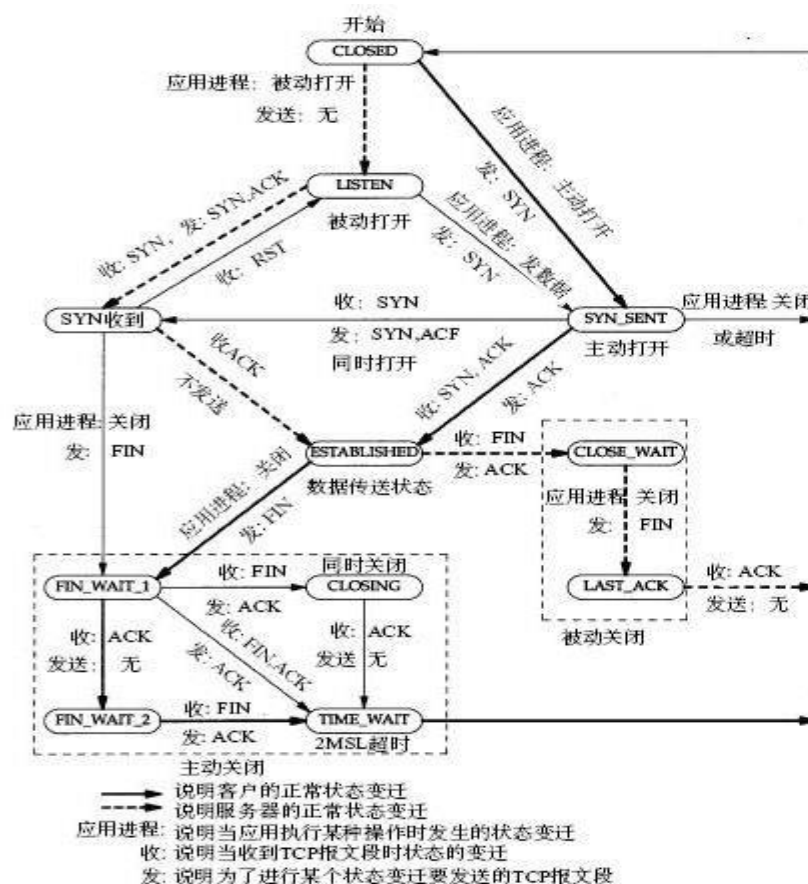 开始
CLOSED
应用进程：被动打开
发送：无
应用进程：主动打开
发：SYN
LISTEN
被动打开
收：SYN，发：SYN,ACK
收：RST
应用进程：发数据
发：SYN
SYN收到
收：SYN
发：SYN,ACF
同时打开
SYN_SENT
主动打开
应用进程：关闭
或超时
收ACK
不发送
收：SYN, ACK
发：ACK
应用进程：关闭
发：FIN
ESTABLISHED
数据传送状态
收：FIN
发：ACK
CLOSE_WAIT
应用进程 关闭
发： FIN
LAST_ACK
收：ACK
发送：无
被动关闭
应用进程：关闭
发：FIN
FIN_WAIT_1
收：FIN
发：ACK
同时关闭
CLOSING
收：ACK
发送： 无
收：FIN,ACK
发：ACK
收：ACK
发送 无
FIN_WAIT_2
收：FIN
发：ACK
TIME_WAIT
2MSL超时
主动关闭
说明客户的正常状态变迁
说明服务器的正常状态变迁
应用进程：说明当应用执行某种操作时发生的状态变迁
收：说明当收到TCP报文段时状态的变迁
发：说明为了进行某个状态变迁要发送的TCP报文段